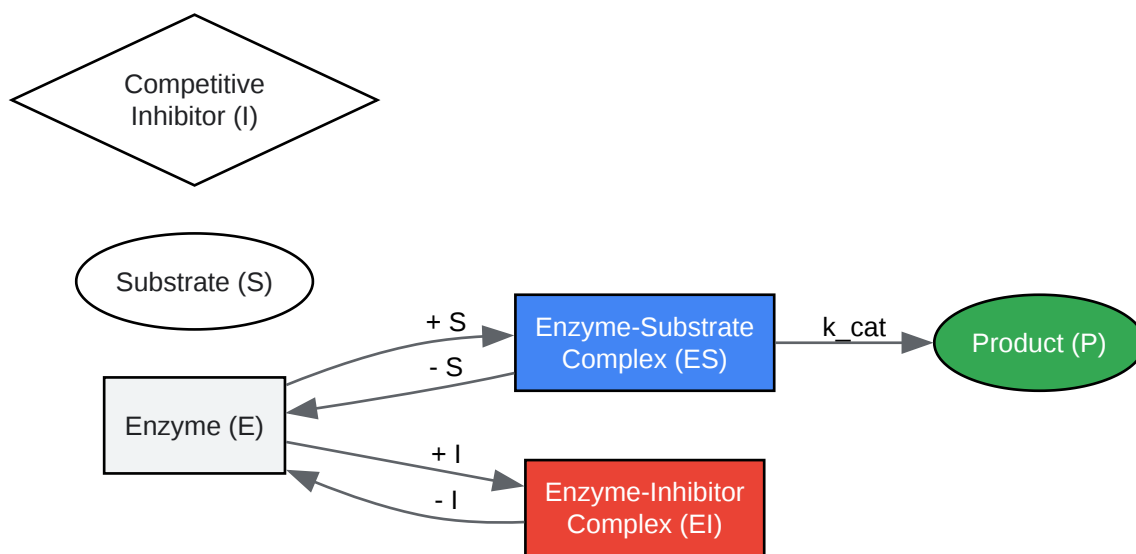 Competitive
Inhibitor (I)
Substrate (S)
Enzyme (E)
+ S
- S
+ I
- I
Enzyme-Substrate
Complex (ES)
k_cat
Product (P)
Enzyme-Inhibitor
Complex (EI)